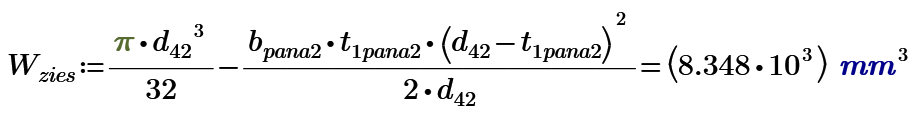 W_zies := π · d_42^3 / 32 − b_pana2 · t_1pana2 · (d_42 − t_1pana2)^2 / 2 · d_42 = (8.348 · 10^3) mm^3